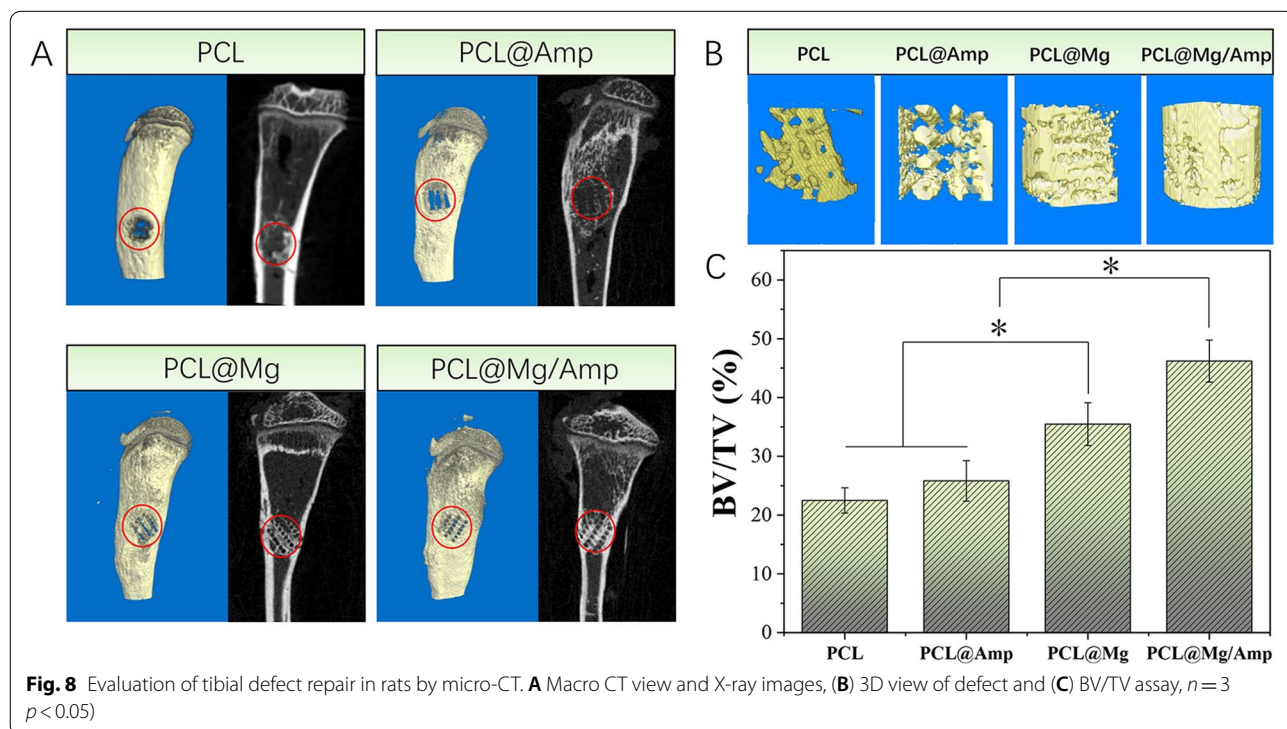 A
PCL
PCL@Amp
PCL@Mg
PCL@Mg/Amp
B
PCL PCL@Amp PCL@Mg PCL@Mg/Amp
C
BV/TV (%)
60
50
40
30
20
10
0
*
*
PCL PCL@Amp PCL@Mg PCL@Mg/Amp
Fig. 8 Evaluation of tibial defect repair in rats by micro-CT. A Macro CT view and X-ray images, (B) 3D view of defect and (C) BV/TV assay, n = 3
p < 0.05)